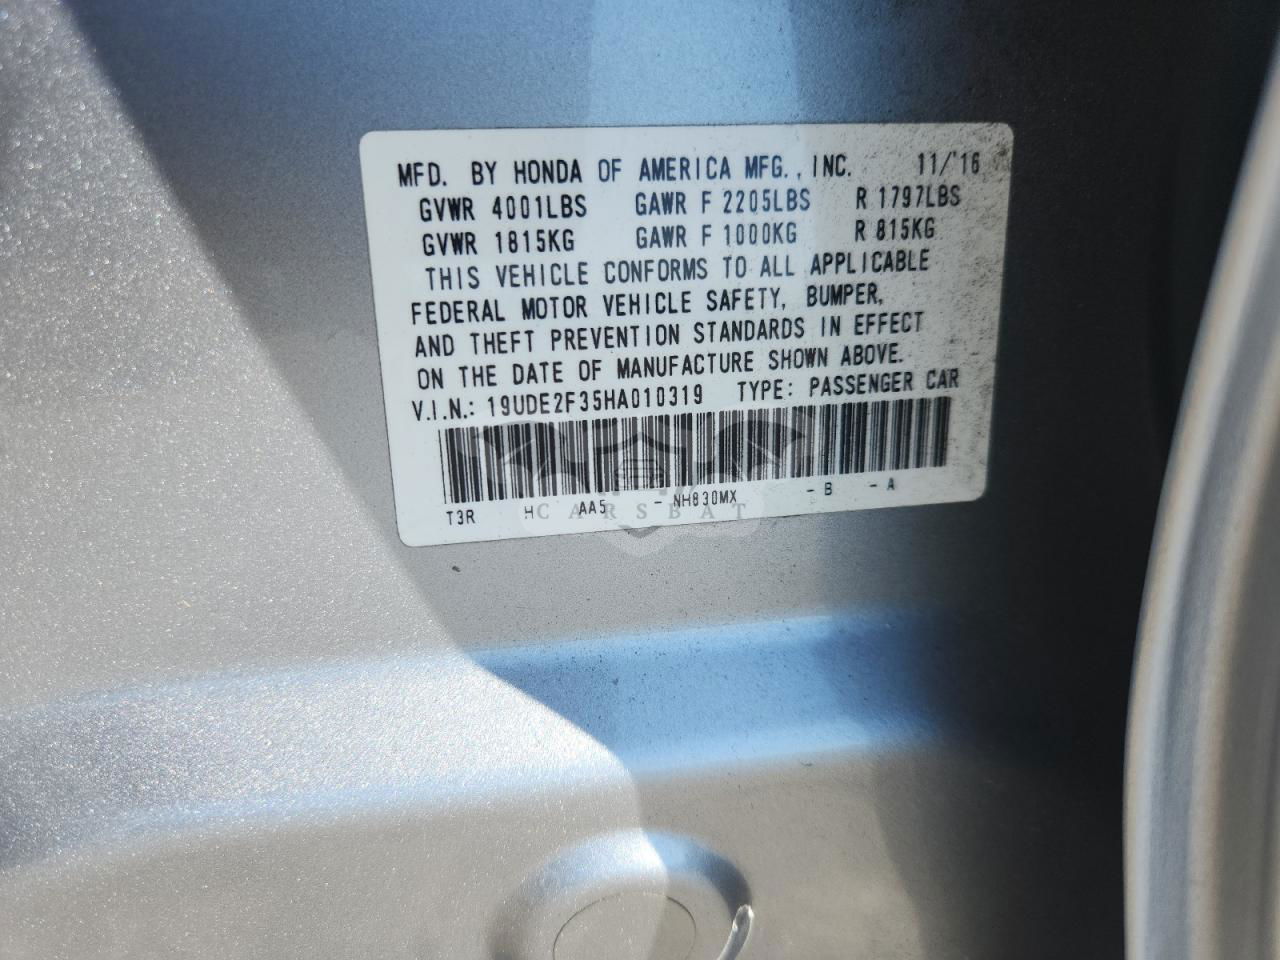 MFD. BY HONDA OF AMERICA MFG., INC. 11/'16
GVWR 4001LBS GAWR F 2205LBS R 1797LBS
GVWR 1815KG GAWR F 1000KG R 815KG
THIS VEHICLE CONFORMS TO ALL APPLICABLE
FEDERAL MOTOR VEHICLE SAFETY, BUMPER,
AND THEFT PREVENTION STANDARDS IN EFFECT
ON THE DATE OF MANUFACTURE SHOWN ABOVE.
V.I.N.: 19UDE2F35HA010319 TYPE: PASSENGER CAR
T3R H AA5 - NH830MX - B - A
CARSBAT